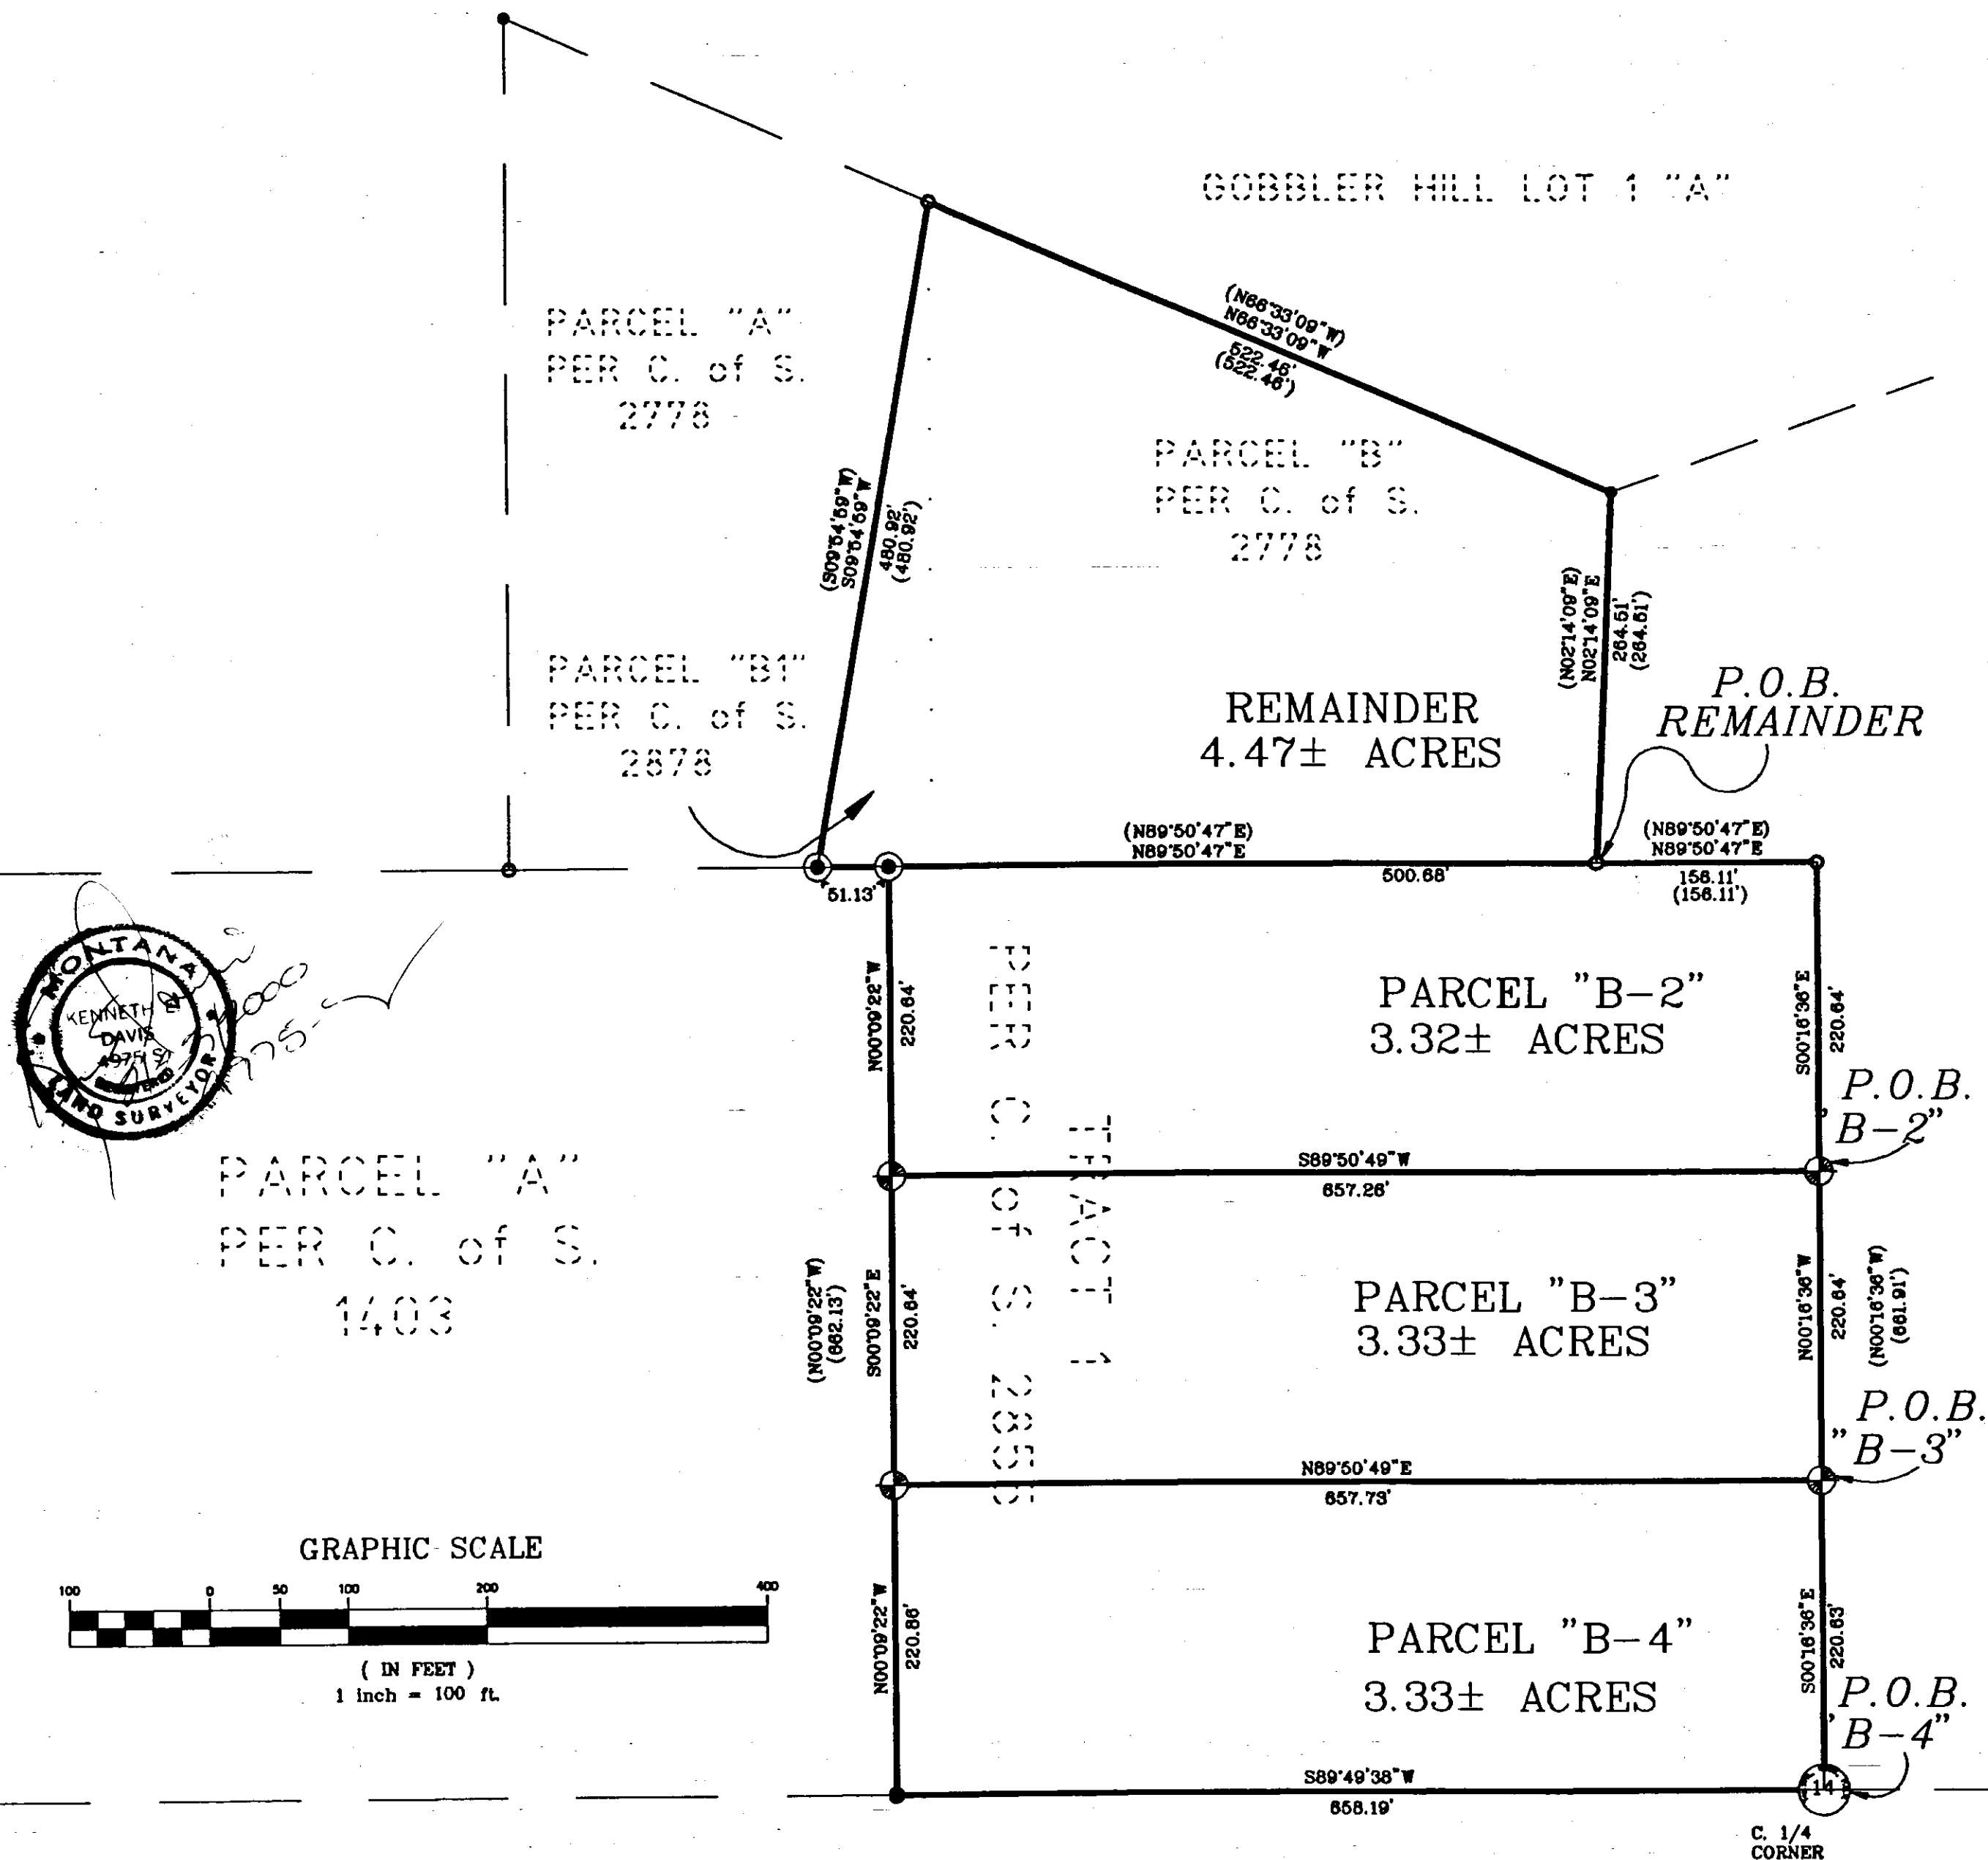 GOBBLER HILL LOT 1 "A"
PARCEL "A"
PER C. of S.
2778
(N66°33'09"W)
N66°33'09"W
522.46'
(522.46')
PARCEL "B"
PER C. of S.
2778
(S09°54'59"W)
S09°54'59"W
480.92'
(480.92')
(N02°14'09"E)
N02°14'09"E
264.51'
(264.51')
PARCEL "B1"
PER C. of S.
2878
REMAINDER
4.47± ACRES
P.O.B.
REMAINDER
(N89°50'47"E)
N89°50'47"E
500.68'
(N89°50'47"E)
N89°50'47"E
156.11'
(156.11')
51.13'
MONTANA
KENNETH E.
DAVIS
4975 S
REGISTERED
LAND SURVEYOR
N00°09'22"W
220.64'
PARCEL "B-2"
3.32± ACRES
S00°16'36"E
220.64'
P.O.B.
"B-2"
S89°50'49"W
657.26'
TRACT 1
PER C. of S. 2855
PARCEL "A"
PER C. of S.
1403
(N00°09'22"W)
(662.13')
S00°09'22"E
220.64'
PARCEL "B-3"
3.33± ACRES
N00°16'36"W
220.64'
(N00°16'36"W)
(661.91')
P.O.B.
"B-3"
N89°50'49"E
657.73'
GRAPHIC SCALE
100 0 50 100 200 400
( IN FEET )
1 inch = 100 ft.
N00°09'22"W
220.86'
PARCEL "B-4"
3.33± ACRES
S00°16'36"E
220.63'
P.O.B.
"B-4"
S89°49'38"W
658.19'
14
C. 1/4
CORNER